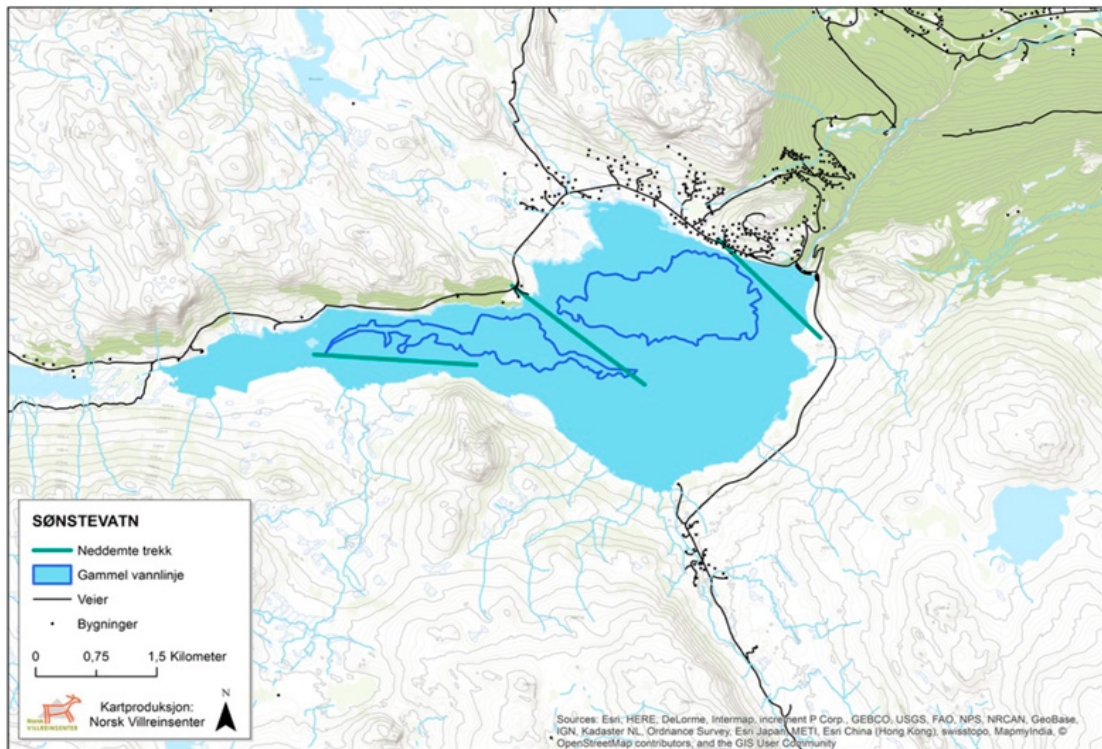 SØNSTEVATN
Neddemte trekk
Gammel vannlinje
Veier
Bygninger
0 0,75 1,5 Kilometer
N
Norsk
VILLREINSENTER
Kartproduksjon:
Norsk Villreinsenter
Sources: Esri, HERE, DeLorme, Intermap, increment P Corp., GEBCO, USGS, FAO, NPS, NRCAN, GeoBase,
IGN, Kadaster NL, Ordnance Survey, Esri Japan, METI, Esri China (Hong Kong), swisstopo, MapmyIndia, ©
OpenStreetMap contributors, and the GIS User Community